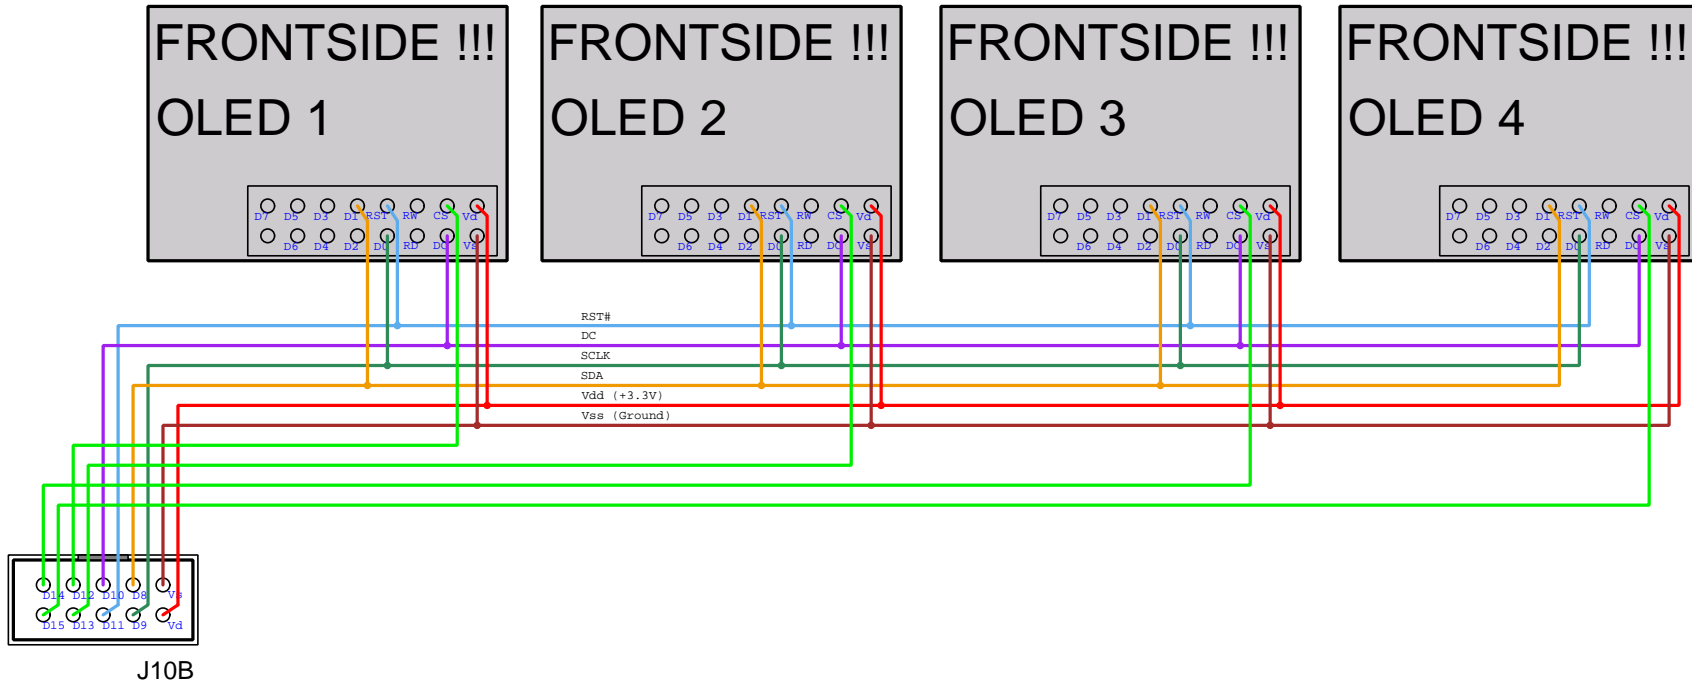 FRONTSIDE !!! FRONTSIDE !!! FRONTSIDE !!! FRONTSIDE !!!
OLED 1 OLED 2 OLED 3 OLED 4
D7 D5 D3 D1 RST RW CS Vd D7 D5 D3 D1 RST RW CS Vd D7 D5 D3 D1 RST RW CS Vd D7 D5 D3 D1 RST RW CS Vd
D6 D4 D2 D0 RD DC Vs D6 D4 D2 D0 RD DC Vs D6 D4 D2 D0 RD DC Vs D6 D4 D2 D0 RD DC Vs
RST#
DC
SCLK
SDA
Vdd (+3.3V)
Vss (Ground)
D14 D12 D10 D8 Vs
D15 D13 D11 D9 Vd
J10B